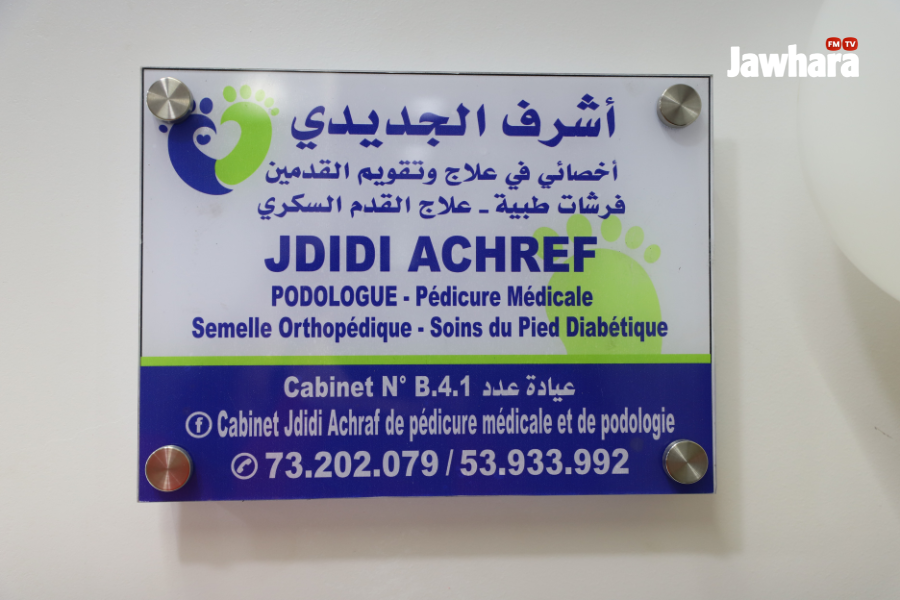 FM TV
Jawhara
أشرف الجديدي
أخصائي في علاج وتقويم القدمين
فرشات طبية - علاج القدم السكري
JDIDI ACHREF
PODOLOGUE - Pédicure Médicale
Semelle Orthopédique - Soins du Pied Diabétique
Cabinet N° B.4.1 عيادة عدد
f Cabinet Jdidi Achraf de pédicure médicale et de podologie
73.202.079 / 53.933.992